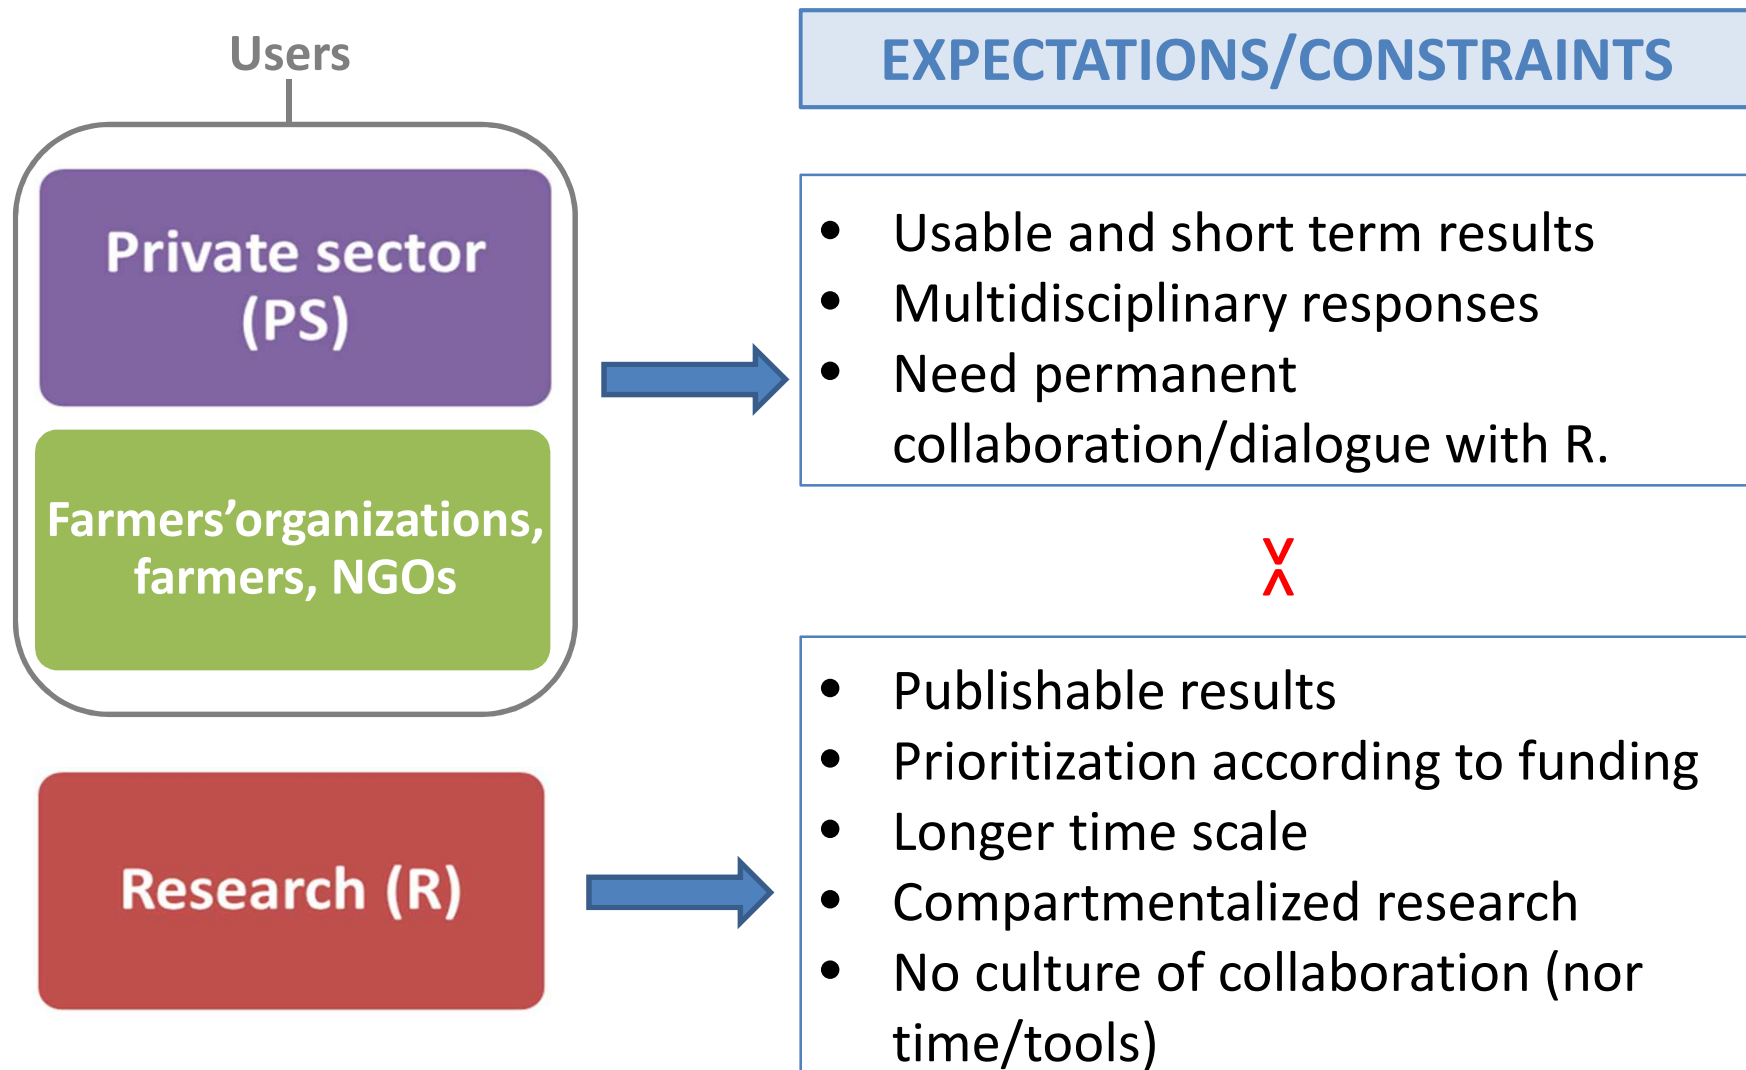 Users
EXPECTATIONS/CONSTRAINTS
Private sector
(PS)
Farmers’organizations,
farmers, NGOs
• Usable and short term results
• Multidisciplinary responses
• Need permanent
collaboration/dialogue with R.
Research (R)
• Publishable results
• Prioritization according to funding
• Longer time scale
• Compartmentalized research
• No culture of collaboration (nor
time/tools)